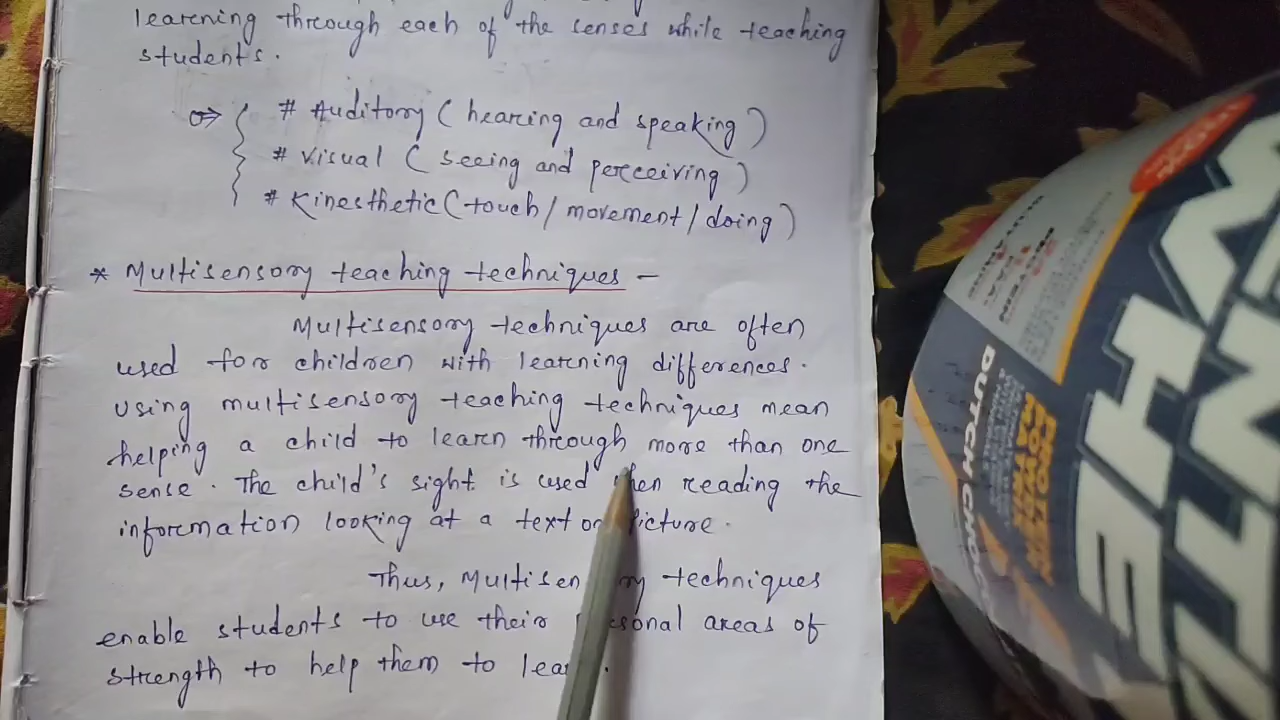 learning through each of the senses while teaching
students.
# Auditory ( hearing and speaking )
# Visual ( seeing and perceiving )
# Kinesthetic ( touch / movement / doing )
* Multisensory teaching techniques –
Multisensory techniques are often
used for children with learning differences.
Using multisensory teaching techniques mean
helping a child to learn through more than one
sense. The child's sight is used when reading the
information looking at a text or picture.
Thus, Multisensory techniques
enable students to use their personal areas of
strength to help them to learn.
WHE
DUTCH CHOCO